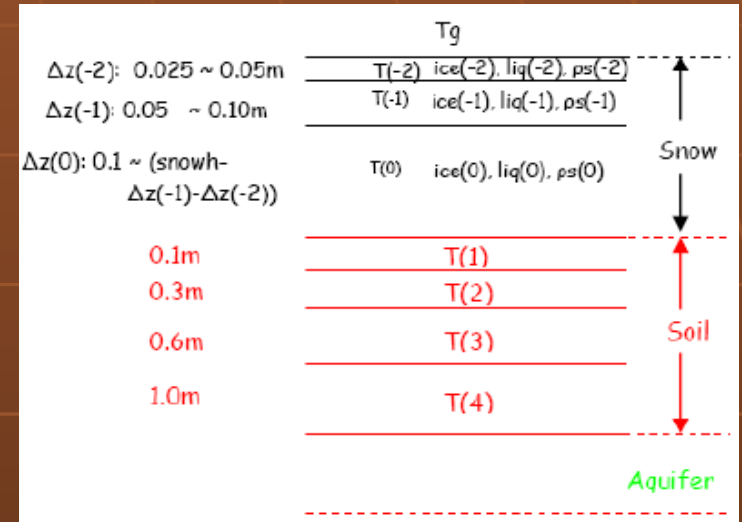 Tg
Δz(-2): 0.025 ~ 0.05m T(-2) ice(-2), liq(-2), ρs(-2)
Δz(-1): 0.05 ~ 0.10m T(-1) ice(-1), liq(-1), ρs(-1)
Snow
Δz(0): 0.1 ~ (snowh- T(0) ice(0), liq(0), ρs(0)
Δz(-1)-Δz(-2))
0.1m T(1)
0.3m T(2)
Soil
0.6m T(3)
1.0m T(4)
Aquifer